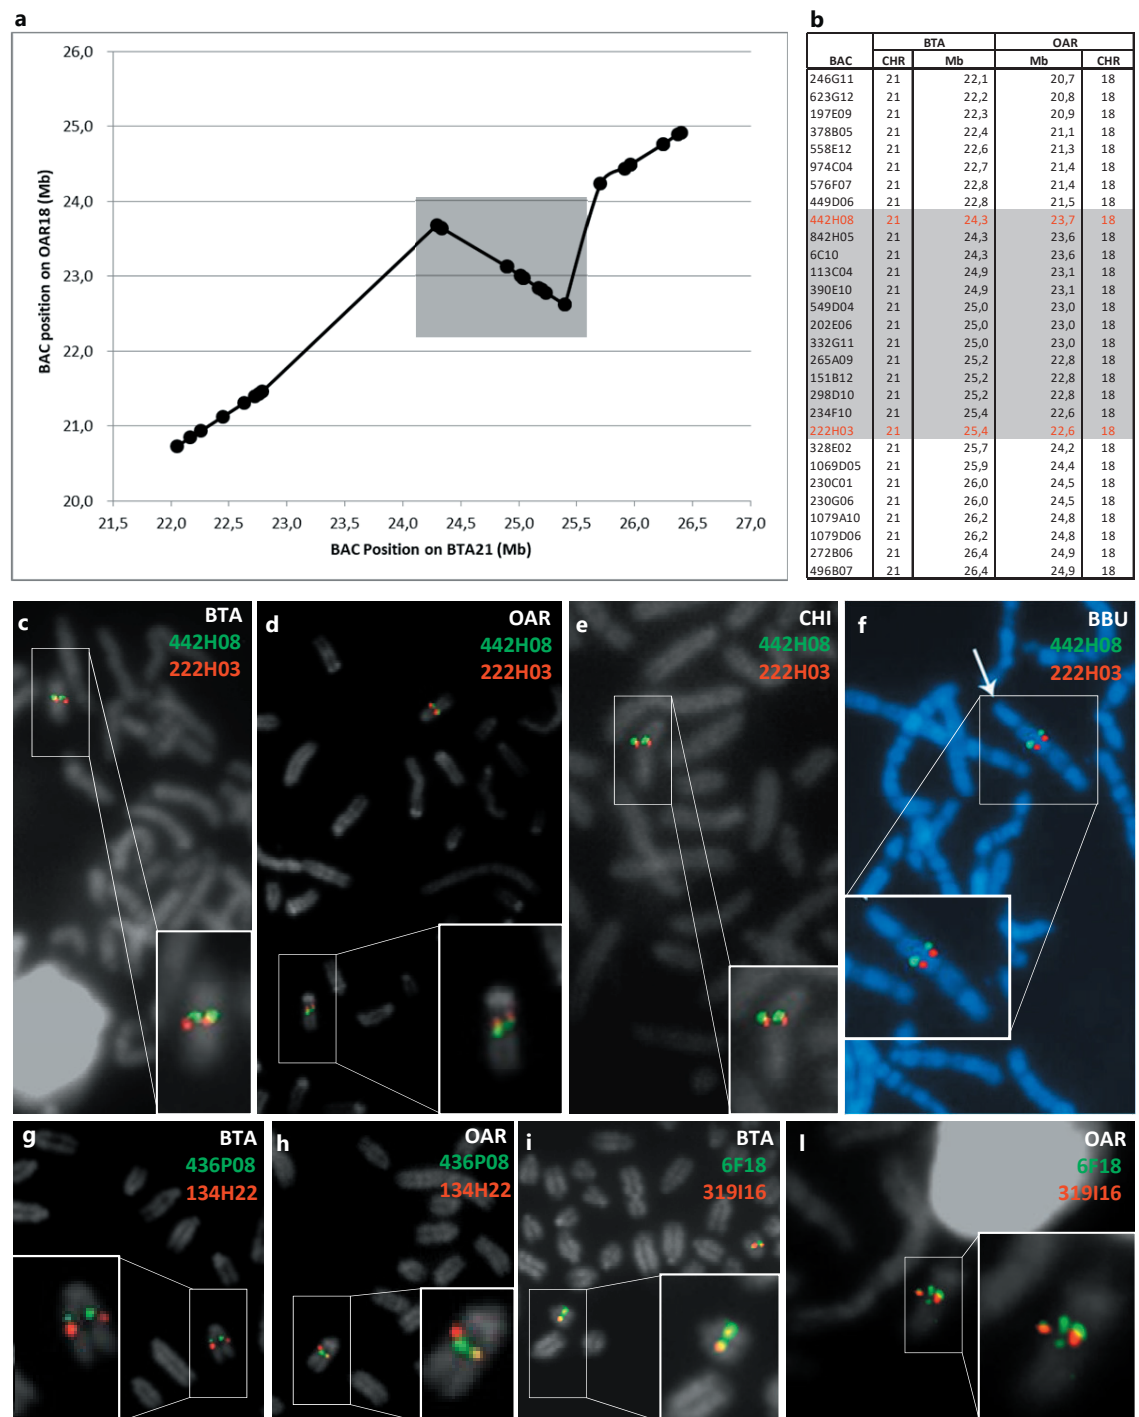 a
26,0
25,0
24,0
23,0
22,0
21,0
20,0
21,5 22,0 22,5 23,0 23,5 24,0 24,5 25,0 25,5 26,0 26,5 27,0
BAC position on OAR18 (Mb)
BAC Position on BTA21 (Mb)
b
BTA OAR
BAC CHR Mb Mb CHR
246G11 21 22,1 20,7 18
623G12 21 22,2 20,8 18
197E09 21 22,3 20,9 18
378B05 21 22,4 21,1 18
558E12 21 22,6 21,3 18
974C04 21 22,7 21,4 18
576F07 21 22,8 21,4 18
449D06 21 22,8 21,5 18
442H08 21 24,3 23,7 18
842H05 21 24,3 23,6 18
6C10 21 24,3 23,6 18
113C04 21 24,9 23,1 18
390E10 21 24,9 23,1 18
549D04 21 25,0 23,0 18
202E06 21 25,0 23,0 18
332G11 21 25,0 23,0 18
265A09 21 25,2 22,8 18
151B12 21 25,2 22,8 18
298D10 21 25,2 22,8 18
234F10 21 25,4 22,6 18
222H03 21 25,4 22,6 18
328E02 21 25,7 24,2 18
1069D05 21 25,9 24,4 18
230C01 21 26,0 24,5 18
230G06 21 26,0 24,5 18
1079A10 21 26,2 24,8 18
1079D06 21 26,2 24,8 18
272B06 21 26,4 24,9 18
496B07 21 26,4 24,9 18
c
BTA
442H08
222H03
d
OAR
442H08
222H03
e
CHI
442H08
222H03
f
BBU
442H08
222H03
g
BTA
436P08
134H22
h
OAR
436P08
134H22
i
BTA
6F18
319I16
l
OAR
6F18
319I16